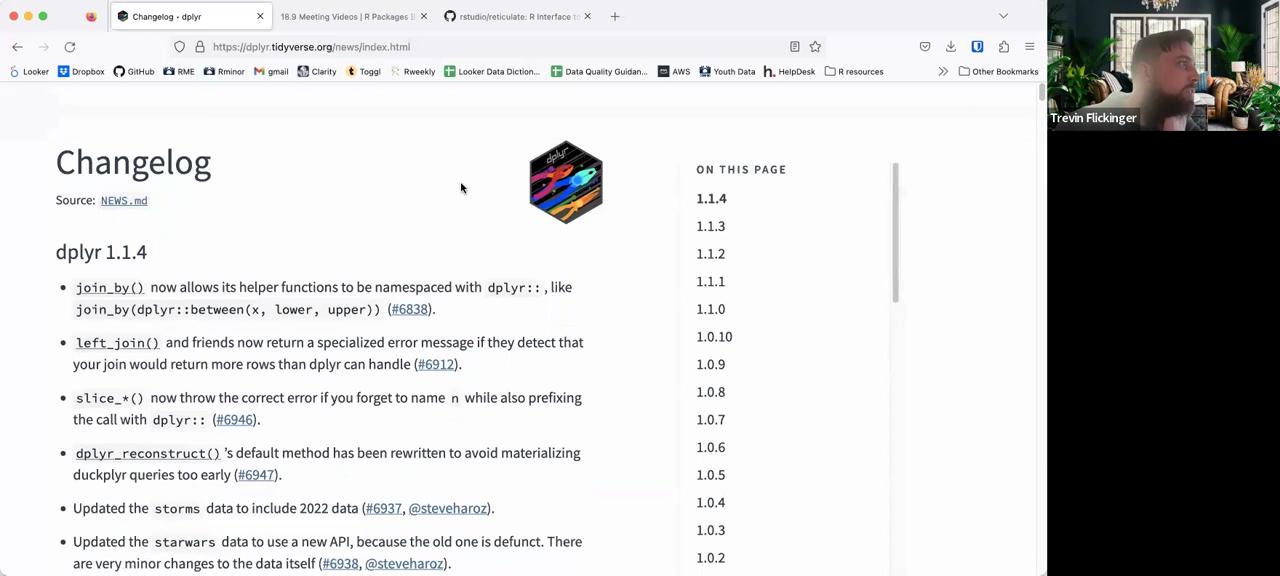 Changelog • dplyr
18.9 Meeting Videos | R Packages
rstudio/reticulate: R Interface to
https://dplyr.tidyverse.org/news/index.html
Looker
Dropbox
GitHub
RME
Rminor
gmail
Clarity
Toggl
Rweekly
Looker Data Diction...
Data Quality Guidan...
AWS
Youth Data
HelpDesk
R resources
Other Bookmarks
Trevin Flickinger
Changelog
dplyr
Source: NEWS.md
dplyr 1.1.4
• join_by() now allows its helper functions to be namespaced with dplyr::, like
join_by(dplyr::between(x, lower, upper)) (#6838).
• left_join() and friends now return a specialized error message if they detect that
your join would return more rows than dplyr can handle (#6912).
• slice_*() now throw the correct error if you forget to name n while also prefixing
the call with dplyr:: (#6946).
• dplyr_reconstruct()'s default method has been rewritten to avoid materializing
duckplyr queries too early (#6947).
• Updated the storms data to include 2022 data (#6937, @steveharoz).
• Updated the starwars data to use a new API, because the old one is defunct. There
are very minor changes to the data itself (#6938, @steveharoz).
ON THIS PAGE
1.1.4
1.1.3
1.1.2
1.1.1
1.1.0
1.0.10
1.0.9
1.0.8
1.0.7
1.0.6
1.0.5
1.0.4
1.0.3
1.0.2